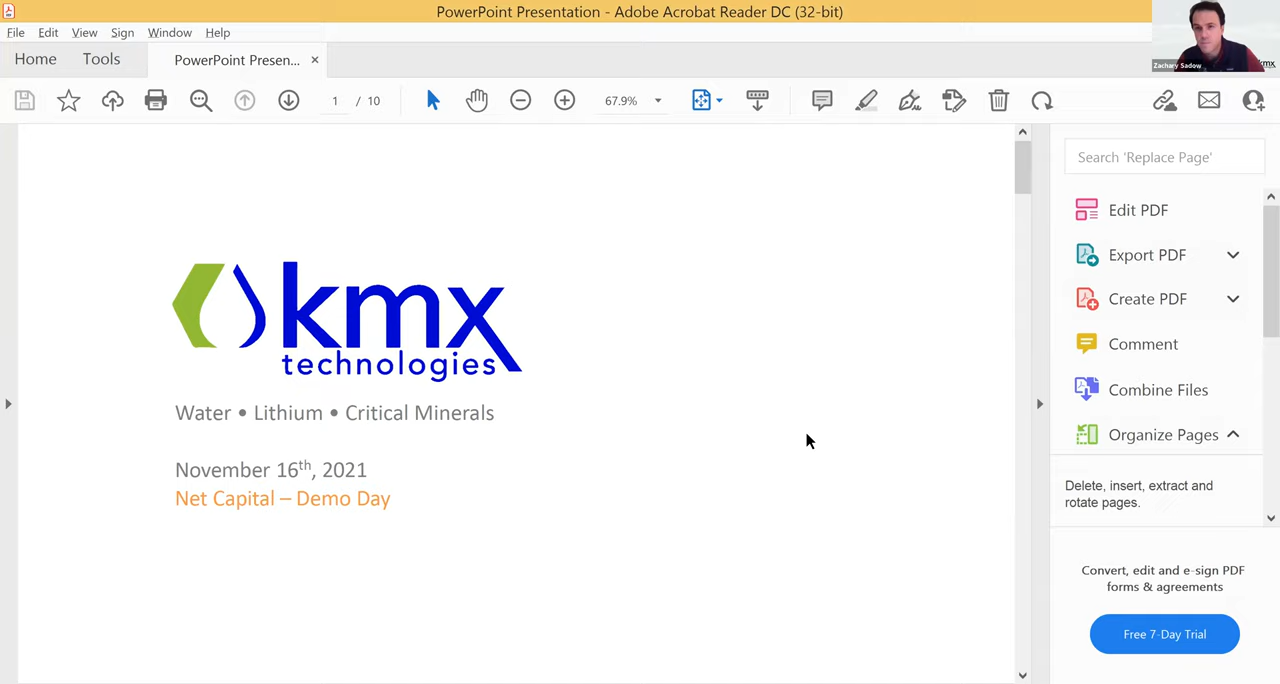 PowerPoint Presentation - Adobe Acrobat Reader DC (32-bit)
File Edit View Sign Window Help
Zachary Sadow
kmx
Home Tools PowerPoint Presen... ×
1 / 10 67.9%
Search 'Replace Page'
Edit PDF
Export PDF
Create PDF
Comment
Combine Files
Organize Pages
Delete, insert, extract and
rotate pages.
Convert, edit and e-sign PDF
forms & agreements
Free 7-Day Trial
kmx
technologies
Water • Lithium • Critical Minerals
November 16th, 2021
Net Capital – Demo Day